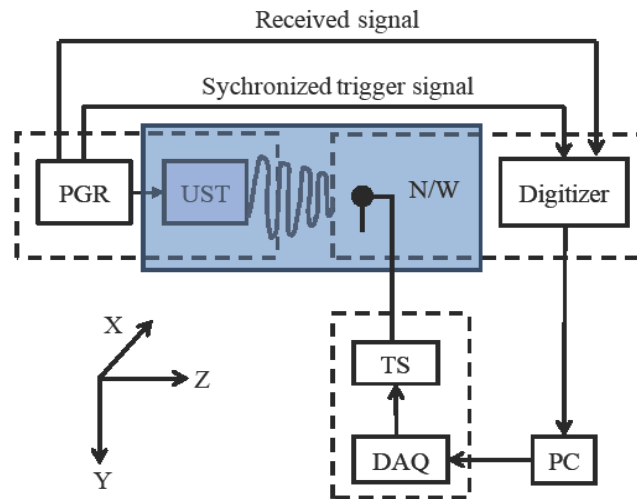 Received signal
Sychronized trigger signal
PGR
UST
N/W
Digitizer
X
Z
Y
TS
DAQ
PC